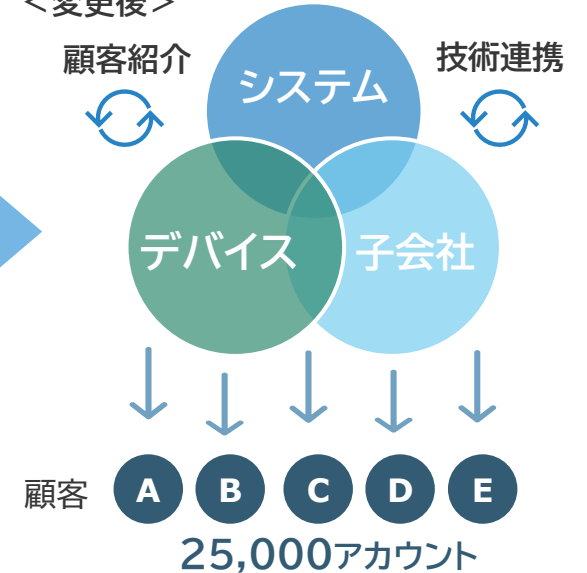 ＜変更後＞
顧客紹介
技術連携
システム
デバイス
子会社
顧客
A B C D E
25,000アカウント